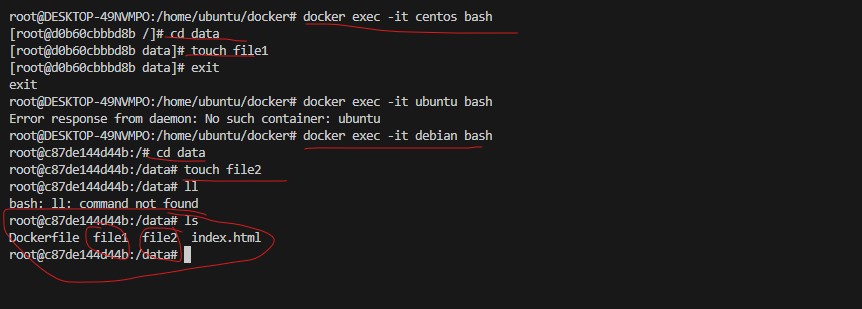 root@DESKTOP-49NVMPO:/home/ubuntu/docker# docker exec -it centos bash
[root@d0b60cbbbd8b /]# cd data
[root@d0b60cbbbd8b data]# touch file1
[root@d0b60cbbbd8b data]# exit
exit
root@DESKTOP-49NVMPO:/home/ubuntu/docker# docker exec -it ubuntu bash
Error response from daemon: No such container: ubuntu
root@DESKTOP-49NVMPO:/home/ubuntu/docker# docker exec -it debian bash
root@c87de144d44b:/# cd data
root@c87de144d44b:/data# touch file2
root@c87de144d44b:/data# ll
bash: ll: command not found
root@c87de144d44b:/data# ls
Dockerfile  file1  file2  index.html
root@c87de144d44b:/data#